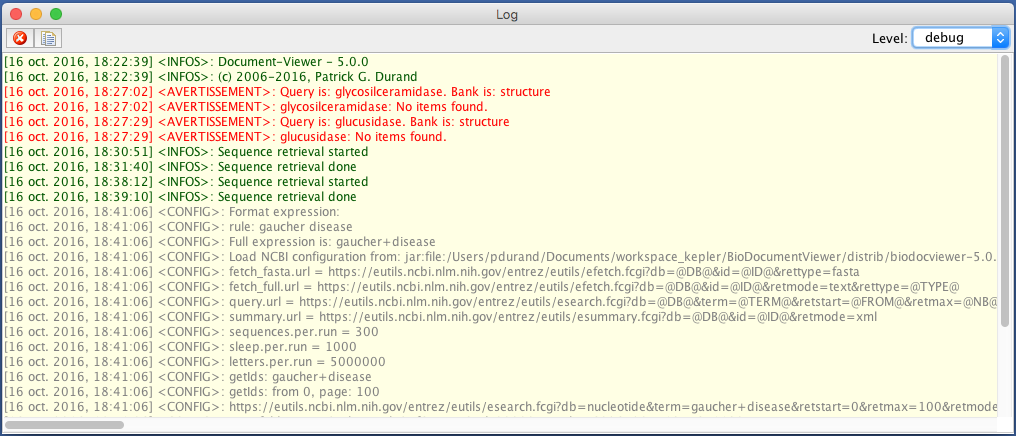 Log
Level: debug
[16 oct. 2016, 18:22:39] <INFOS>: Document-Viewer - 5.0.0
[16 oct. 2016, 18:22:39] <INFOS>: (c) 2006-2016, Patrick G. Durand
[16 oct. 2016, 18:27:02] <AVERTISSEMENT>: Query is: glycosilceramidase. Bank is: structure
[16 oct. 2016, 18:27:02] <AVERTISSEMENT>: glycosilceramidase: No items found.
[16 oct. 2016, 18:27:29] <AVERTISSEMENT>: Query is: glucusidase. Bank is: structure
[16 oct. 2016, 18:27:29] <AVERTISSEMENT>: glucusidase: No items found.
[16 oct. 2016, 18:30:51] <INFOS>: Sequence retrieval started
[16 oct. 2016, 18:31:40] <INFOS>: Sequence retrieval done
[16 oct. 2016, 18:38:12] <INFOS>: Sequence retrieval started
[16 oct. 2016, 18:39:10] <INFOS>: Sequence retrieval done
[16 oct. 2016, 18:41:06] <CONFIG>: Format expression:
[16 oct. 2016, 18:41:06] <CONFIG>: rule: gaucher disease
[16 oct. 2016, 18:41:06] <CONFIG>: Full expression is: gaucher+disease
[16 oct. 2016, 18:41:06] <CONFIG>: Load NCBI configuration from: jar:file:/Users/pdurand/Documents/workspace_kepler/BioDocumentViewer/distrib/biodocviewer-5.0.
[16 oct. 2016, 18:41:06] <CONFIG>: fetch_fasta.url = https://eutils.ncbi.nlm.nih.gov/entrez/eutils/efetch.fcgi?db=@DB@&id=@ID@&rettype=fasta
[16 oct. 2016, 18:41:06] <CONFIG>: fetch_full.url = https://eutils.ncbi.nlm.nih.gov/entrez/eutils/efetch.fcgi?db=@DB@&id=@ID@&retmode=text&rettype=@TYPE@
[16 oct. 2016, 18:41:06] <CONFIG>: query.url = https://eutils.ncbi.nlm.nih.gov/entrez/eutils/esearch.fcgi?db=@DB@&term=@TERM@&retstart=@FROM@&retmax=@NB@
[16 oct. 2016, 18:41:06] <CONFIG>: summary.url = https://eutils.ncbi.nlm.nih.gov/entrez/eutils/esummary.fcgi?db=@DB@&id=@ID@&retmode=xml
[16 oct. 2016, 18:41:06] <CONFIG>: sequences.per.run = 300
[16 oct. 2016, 18:41:06] <CONFIG>: sleep.per.run = 1000
[16 oct. 2016, 18:41:06] <CONFIG>: letters.per.run = 5000000
[16 oct. 2016, 18:41:06] <CONFIG>: getIds: gaucher+disease
[16 oct. 2016, 18:41:06] <CONFIG>: getIds: from 0, page: 100
[16 oct. 2016, 18:41:06] <CONFIG>: https://eutils.ncbi.nlm.nih.gov/entrez/eutils/esearch.fcgi?db=nucleotide&term=gaucher+disease&retstart=0&retmax=100&retmode